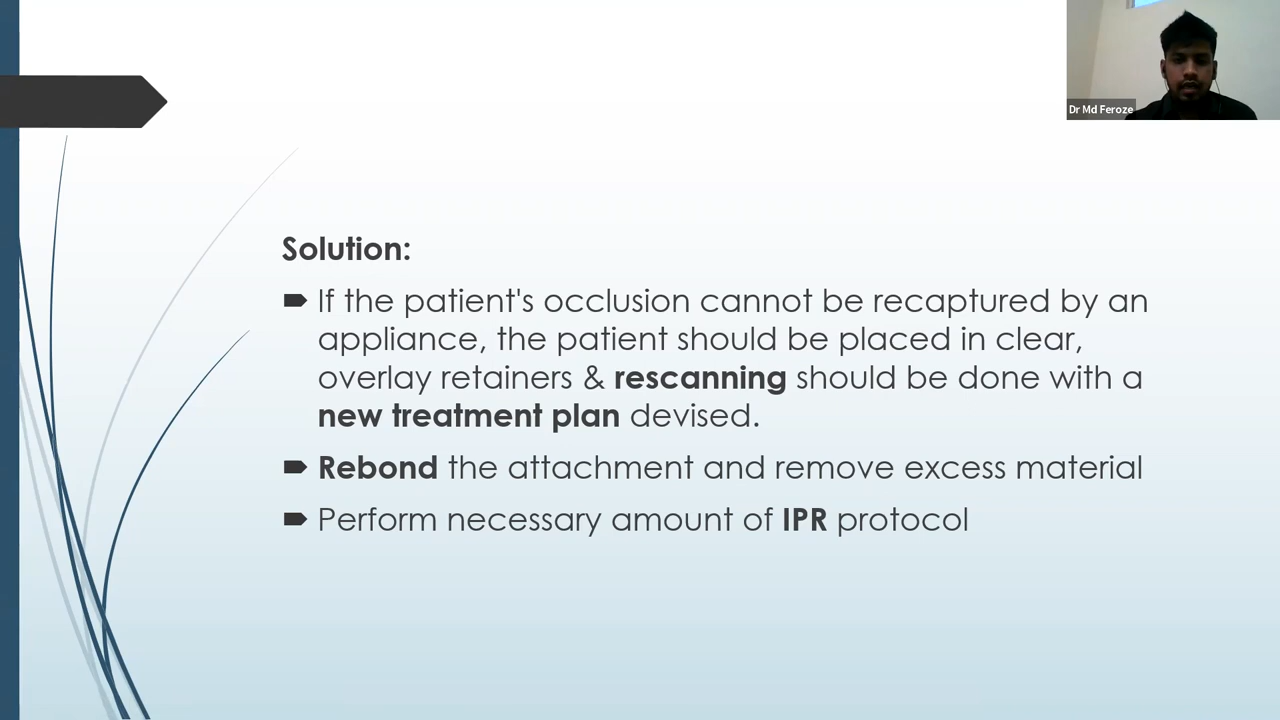 Dr Md Feroze
Solution:
If the patient's occlusion cannot be recaptured by an
appliance, the patient should be placed in clear,
overlay retainers & rescanning should be done with a
new treatment plan devised.
Rebond the attachment and remove excess material
Perform necessary amount of IPR protocol